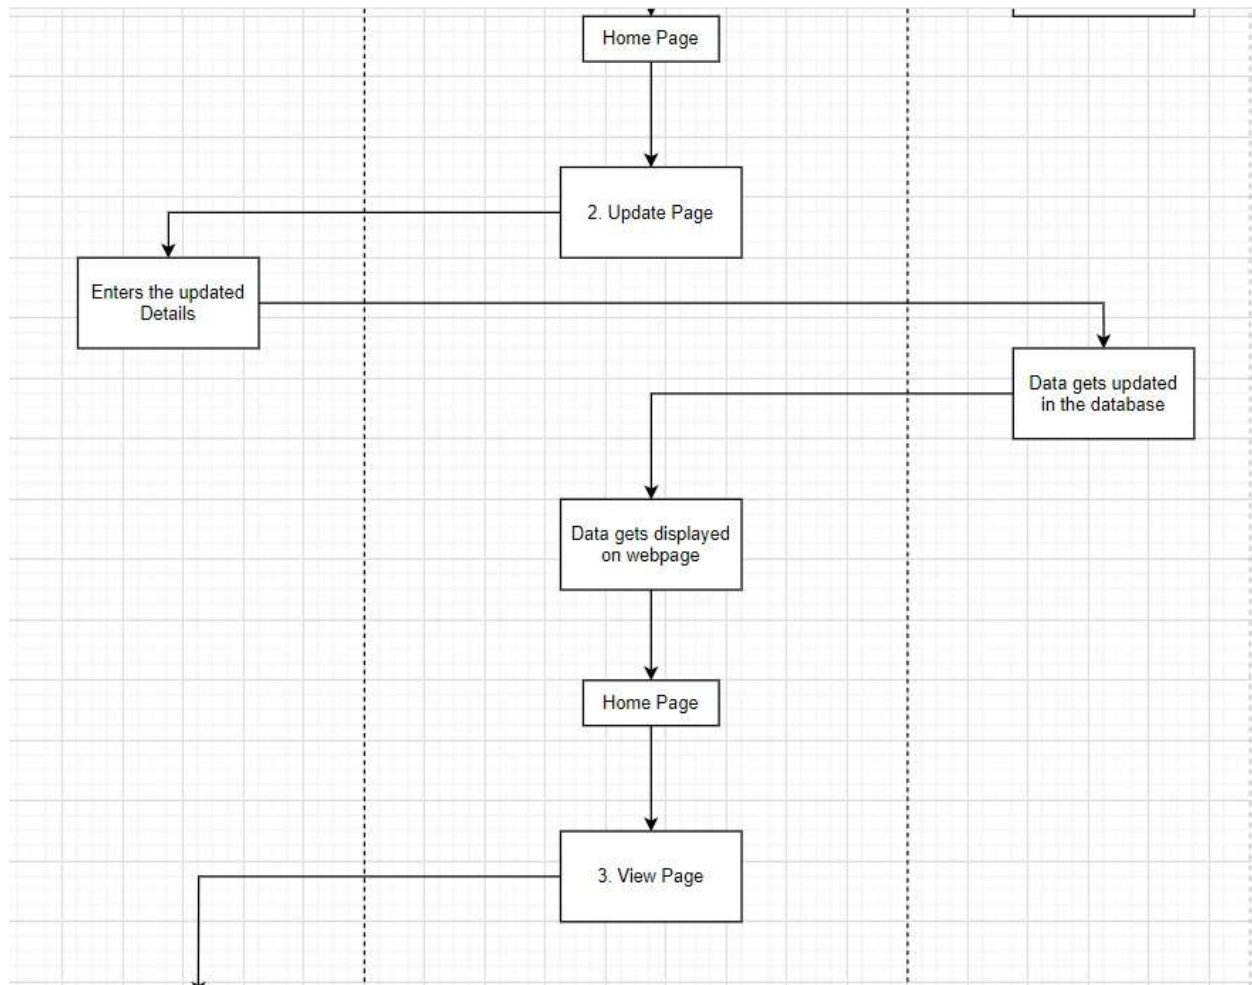 Home Page
2. Update Page
Enters the updated
Details
Data gets updated
in the database
Data gets displayed
on webpage
Home Page
3. View Page